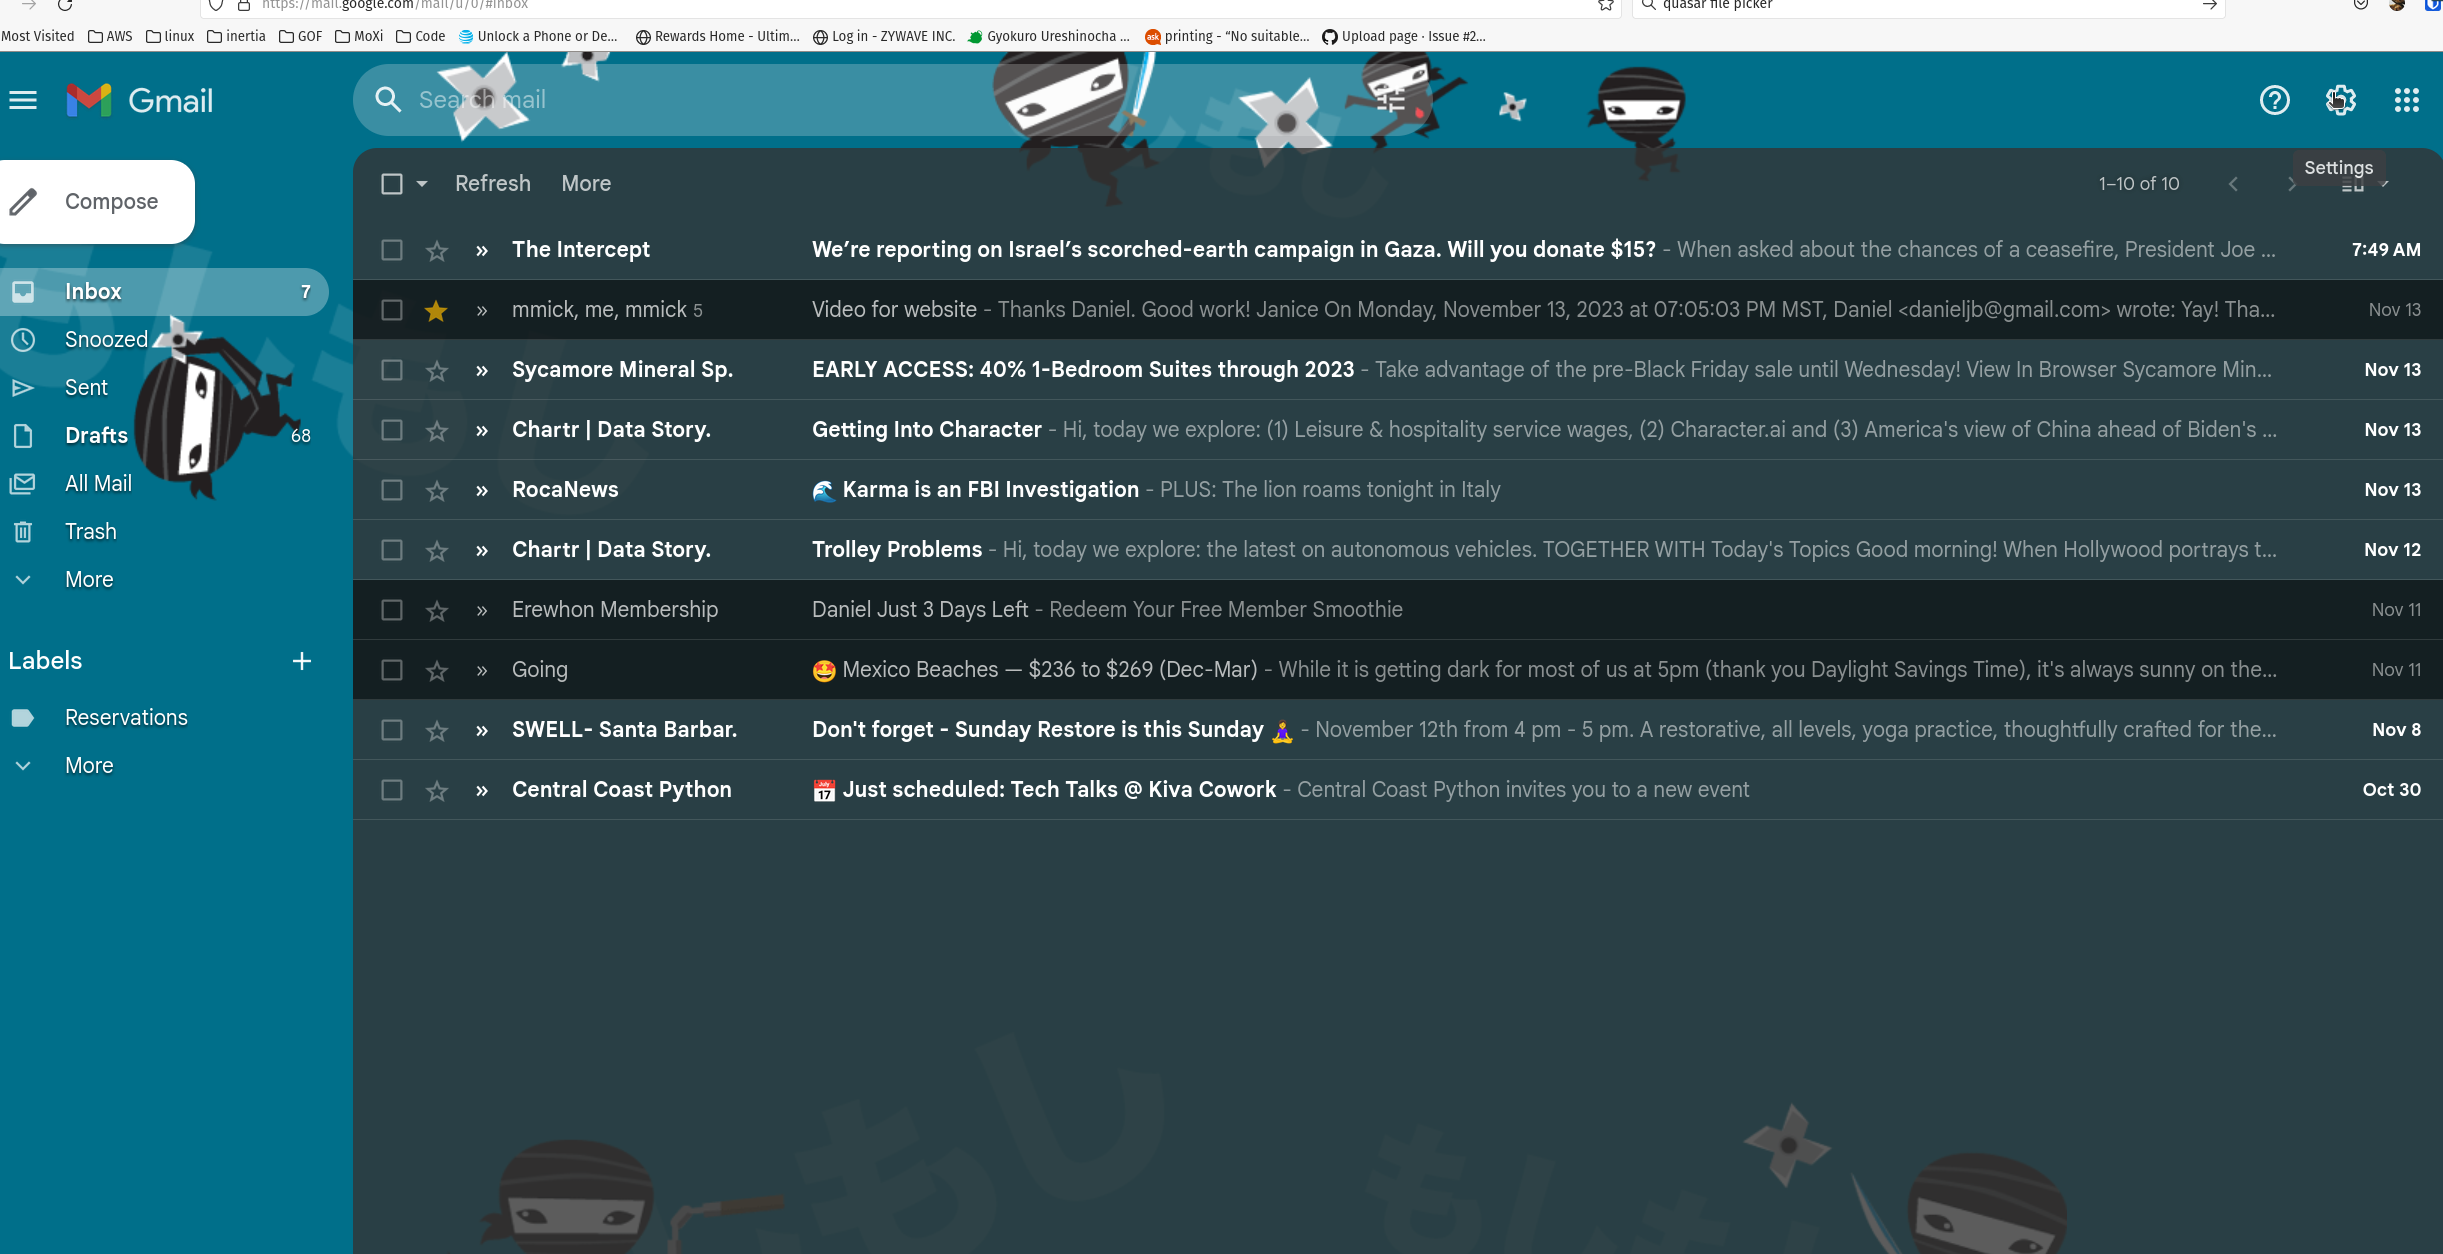 https://mail.google.com/mail/u/0/#inbox
quasar file picker
Most Visited AWS linux inertia GOF MoXi Code Unlock a Phone or De... Rewards Home - Ultim... Log in - ZYWAVE INC. Gyokuro Ureshinocha ... printing - “No suitable... Upload page · Issue #2...
Gmail
Search mail
Settings
Compose
Refresh More
1–10 of 10
Inbox 7
Snoozed
Sent
Drafts 68
All Mail
Trash
More
Labels
Reservations
More
The Intercept We’re reporting on Israel’s scorched-earth campaign in Gaza. Will you donate $15? - When asked about the chances of a ceasefire, President Joe ... 7:49 AM
mmick, me, mmick 5 Video for website - Thanks Daniel. Good work! Janice On Monday, November 13, 2023 at 07:05:03 PM MST, Daniel <danieljb@gmail.com> wrote: Yay! Tha... Nov 13
Sycamore Mineral Sp. EARLY ACCESS: 40% 1-Bedroom Suites through 2023 - Take advantage of the pre-Black Friday sale until Wednesday! View In Browser Sycamore Min... Nov 13
Chartr | Data Story. Getting Into Character - Hi, today we explore: (1) Leisure & hospitality service wages, (2) Character.ai and (3) America's view of China ahead of Biden's ... Nov 13
RocaNews 🌊 Karma is an FBI Investigation - PLUS: The lion roams tonight in Italy Nov 13
Chartr | Data Story. Trolley Problems - Hi, today we explore: the latest on autonomous vehicles. TOGETHER WITH Today's Topics Good morning! When Hollywood portrays t... Nov 12
Erewhon Membership Daniel Just 3 Days Left - Redeem Your Free Member Smoothie Nov 11
Going 🤩 Mexico Beaches — $236 to $269 (Dec-Mar) - While it is getting dark for most of us at 5pm (thank you Daylight Savings Time), it's always sunny on the... Nov 11
SWELL- Santa Barbar. Don't forget - Sunday Restore is this Sunday 🧘‍♀️ - November 12th from 4 pm - 5 pm. A restorative, all levels, yoga practice, thoughtfully crafted for the... Nov 8
Central Coast Python 📅 Just scheduled: Tech Talks @ Kiva Cowork - Central Coast Python invites you to a new event Oct 30